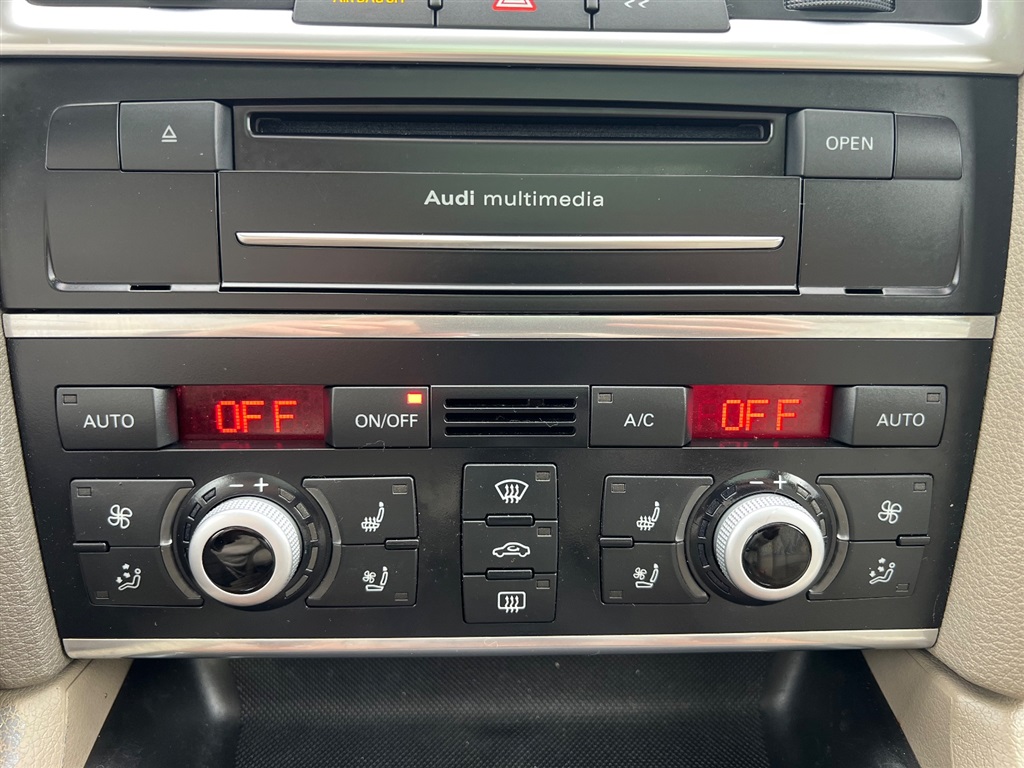 OPEN
Audi multimedia
AUTO OFF ON/OFF A/C OFF AUTO
- + - +